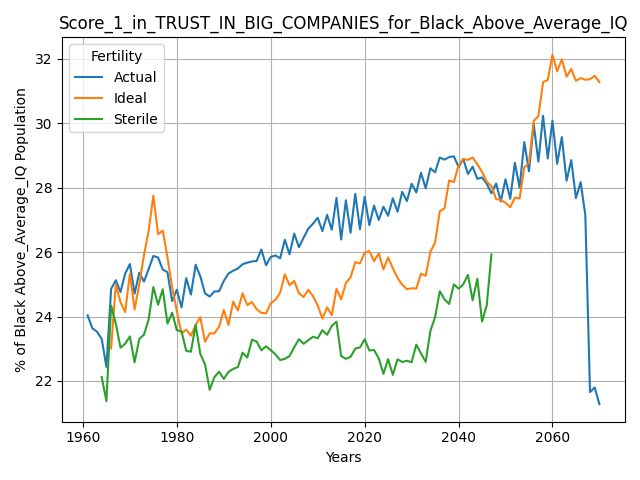 Score_1_in_TRUST_IN_BIG_COMPANIES_for_Black_Above_Average_IQ
Fertility
Actual
Ideal
Sterile
% of Black Above_Average_IQ Population
32
30
28
26
24
22
1960
1980
2000
2020
2040
2060
Years